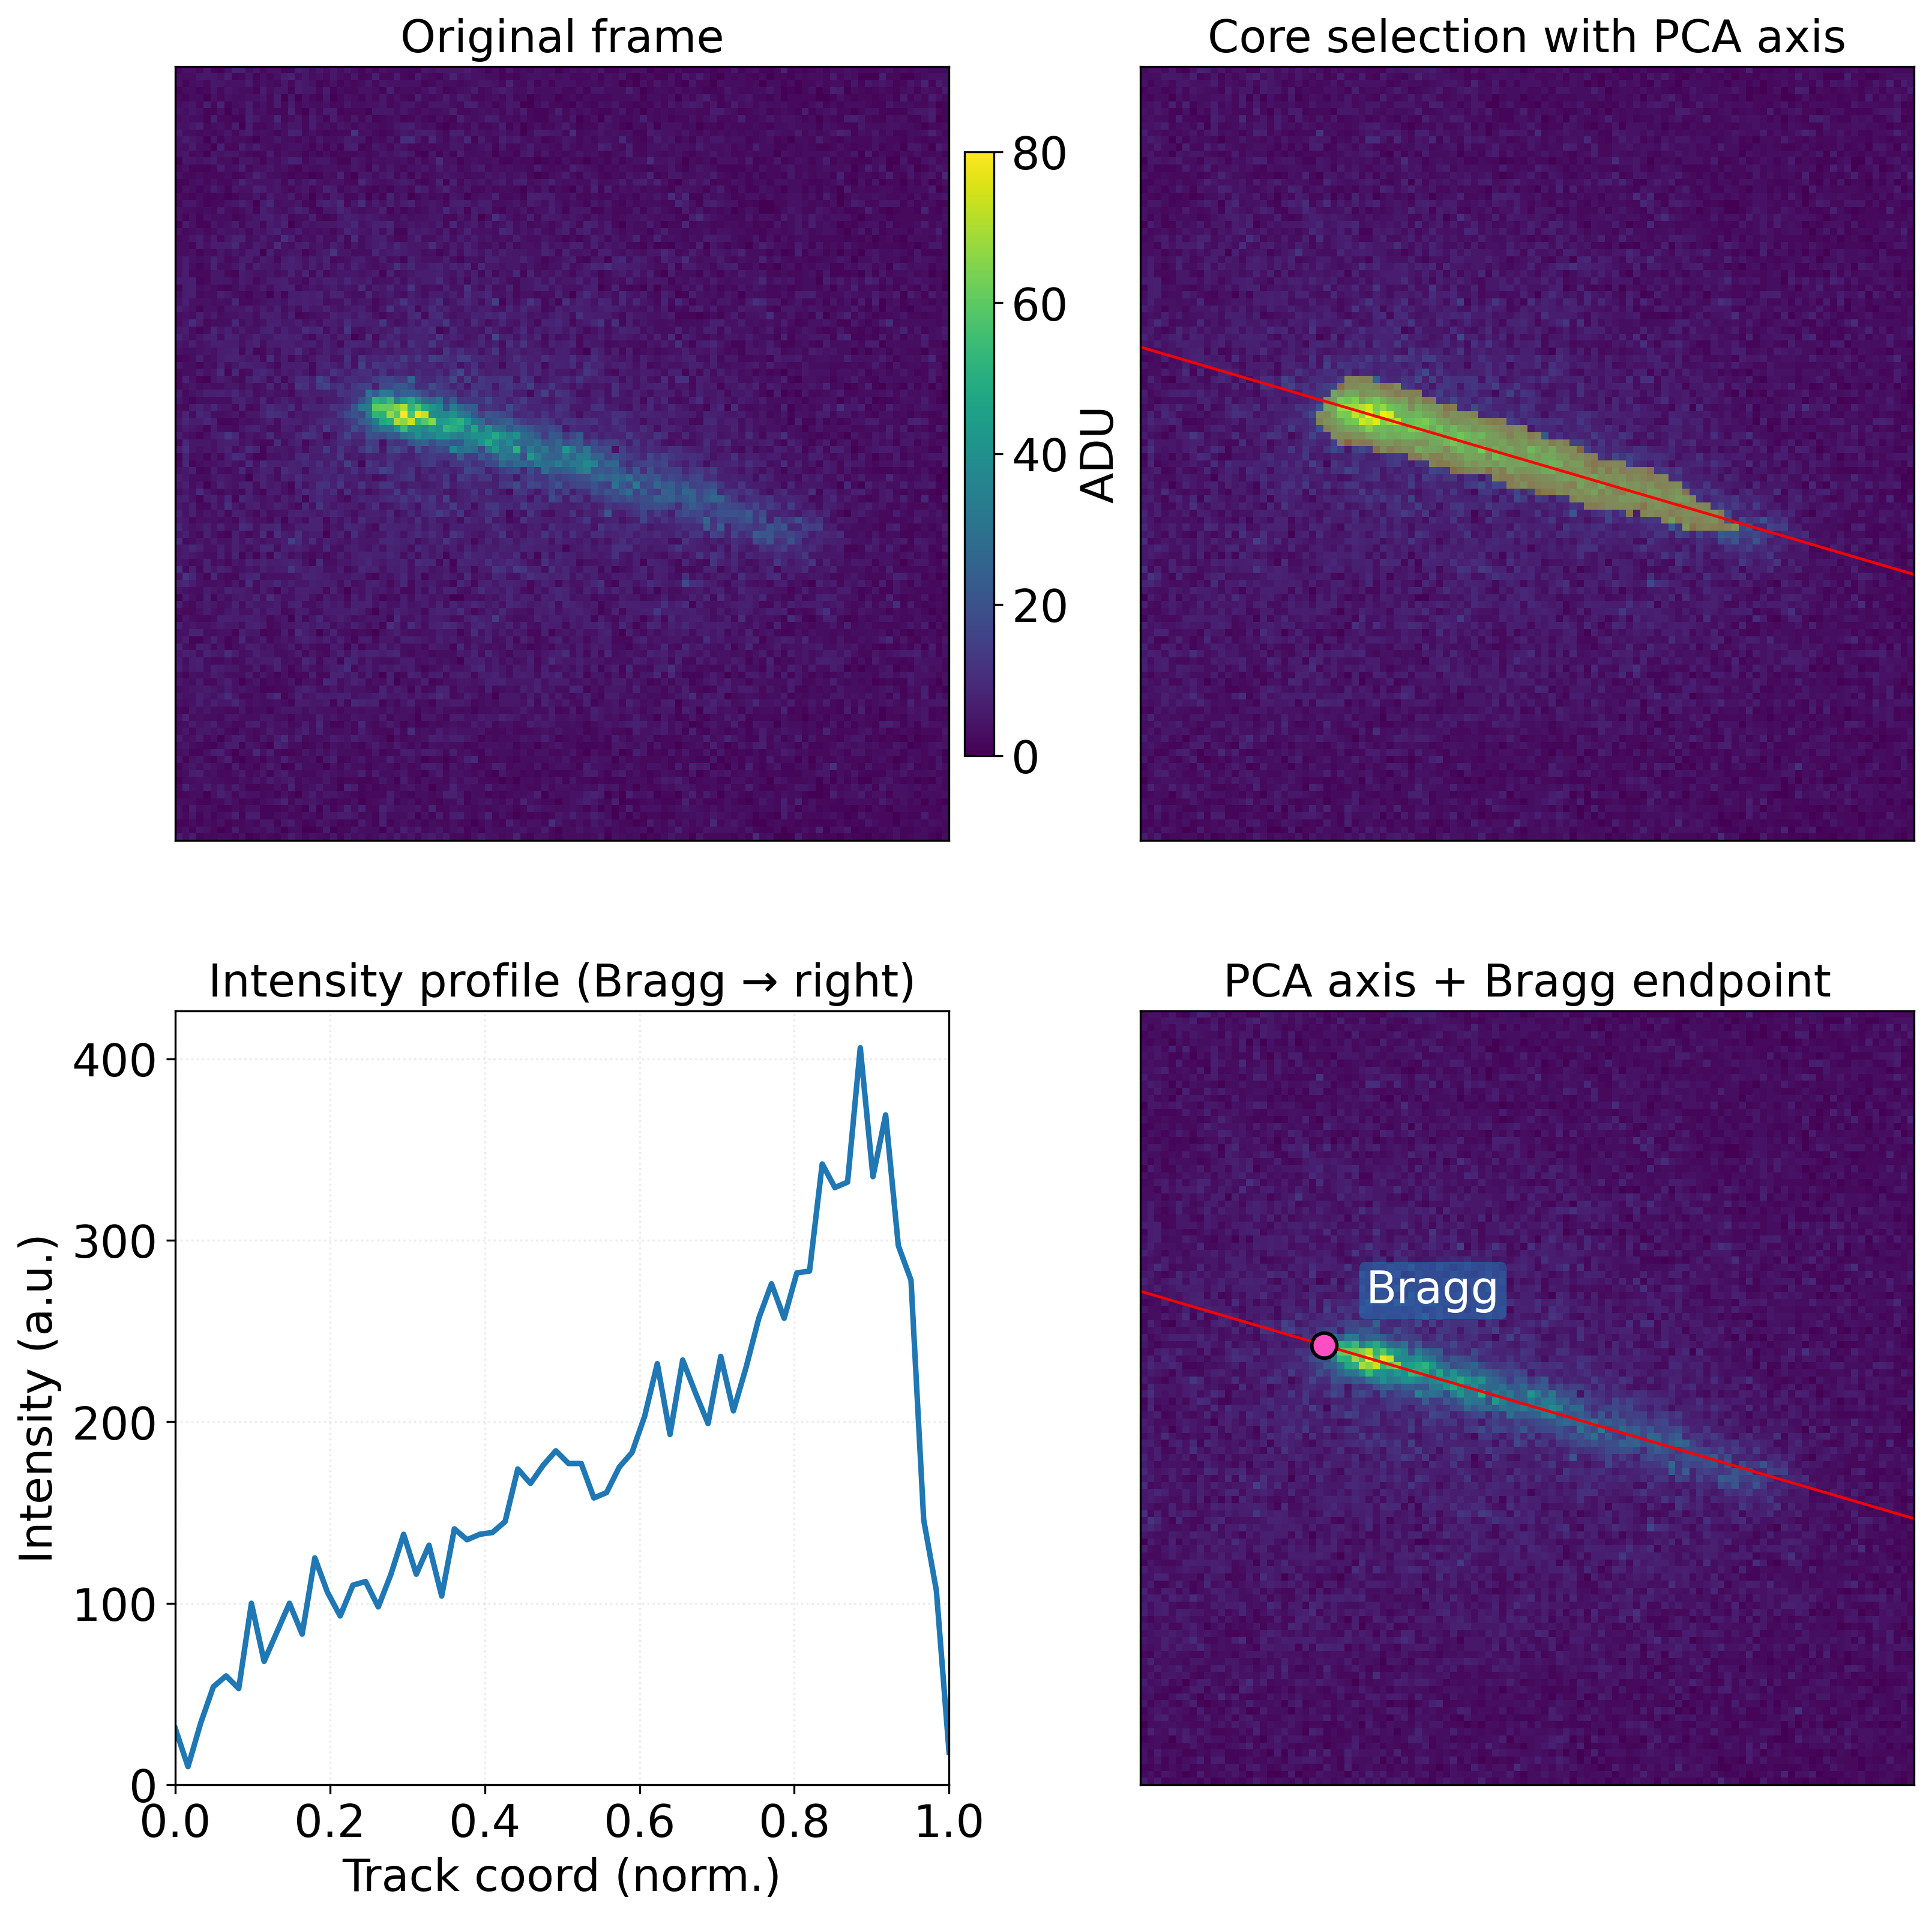 Original frame
Core selection with PCA axis
80
60
40
20
0
ADU
Intensity profile (Bragg → right)
PCA axis + Bragg endpoint
400
300
200
100
0
Intensity (a.u.)
0.0 0.2 0.4 0.6 0.8 1.0
Track coord (norm.)
Bragg